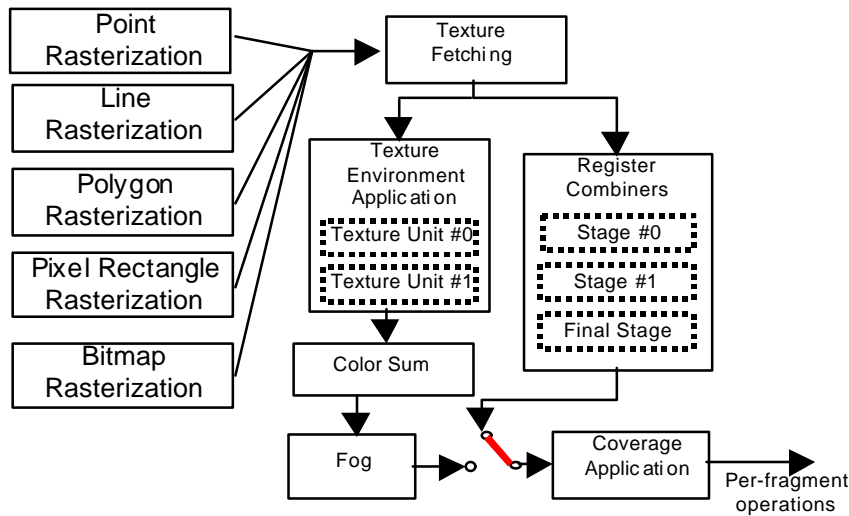 Point
Rasterization
Line
Rasterization
Polygon
Rasterization
Pixel Rectangle
Rasterization
Bitmap
Rasterization
Texture
Fetching
Texture
Environment
Application
Texture Unit #0
Texture Unit #1
Color Sum
Fog
Register
Combiners
Stage #0
Stage #1
Final Stage
Coverage
Application
Per-fragment
operations